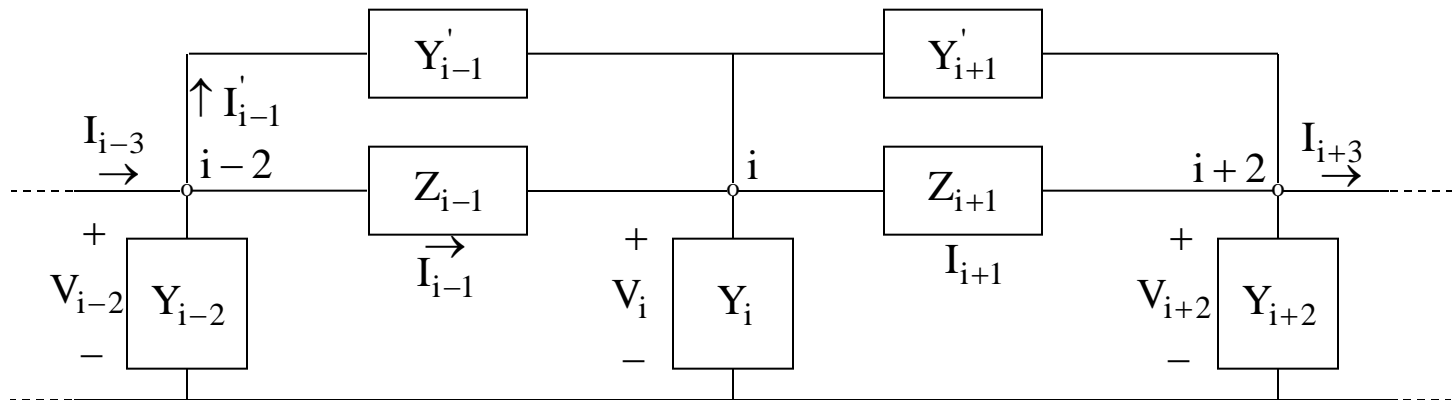 Y'ᵢ₋₁ Y'ᵢ₊₁
↑ I'ᵢ₋₁
Iᵢ₋₃ → i−2 i i+2 Iᵢ₊₃ →
Zᵢ₋₁ Zᵢ₊₁
→ Iᵢ₋₁ Iᵢ₊₁
+ + +
Vᵢ₋₂ Yᵢ₋₂ Vᵢ Yᵢ Vᵢ₊₂ Yᵢ₊₂
− − −